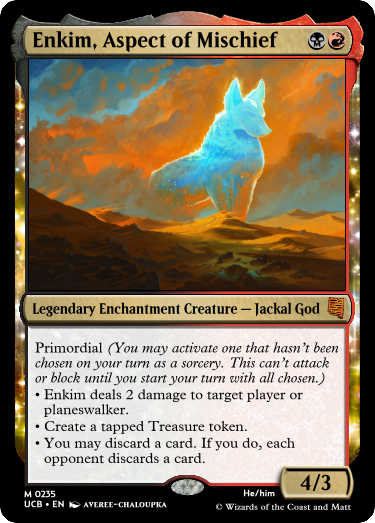 Enkim, Aspect of Mischief
Legendary Enchantment Creature — Jackal God
Primordial (You may activate one that hasn't been
chosen on your turn as a sorcery. This can't attack
or block until you start your turn with all chosen.)
• Enkim deals 2 damage to target player or
planeswalker.
• Create a tapped Treasure token.
• You may discard a card. If you do, each
opponent discards a card.
4/3
M 0235
He/him
UCB • EN AVEREE-CHALOUPKA
© Wizards of the Coast and Matt